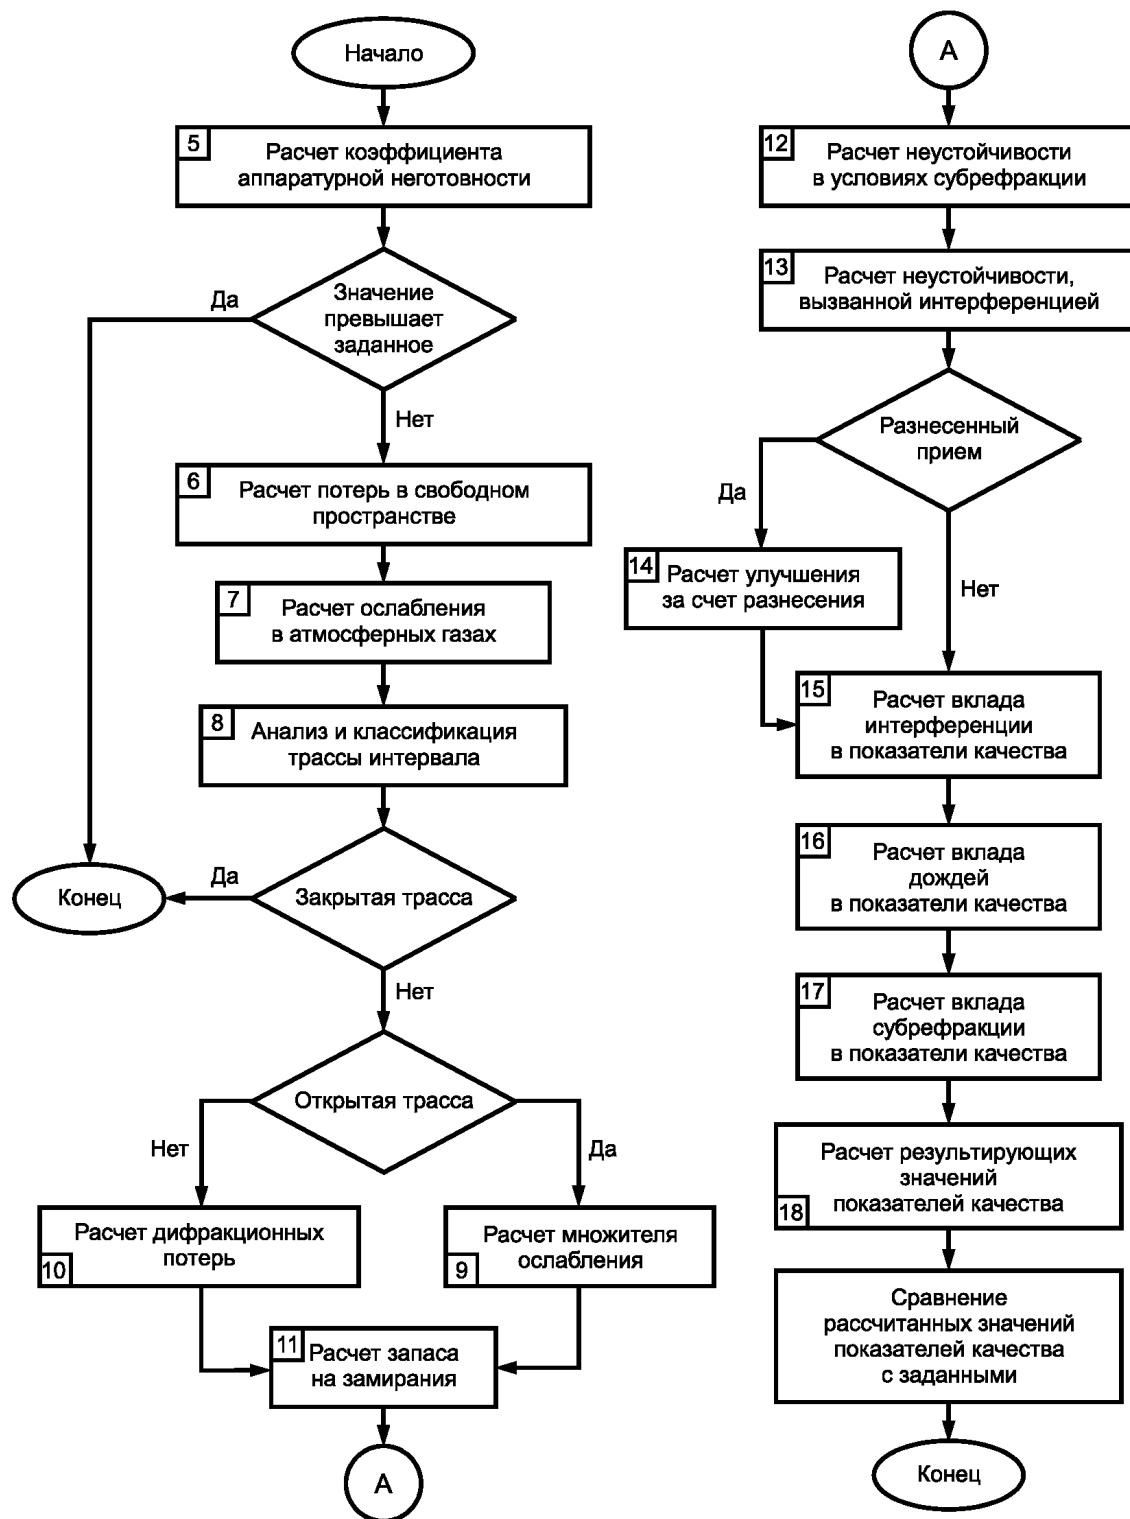 Начало
5
Расчет коэффициента
аппаратурной неготовности
Да
Значение
превышает
заданное
Нет
6
Расчет потерь в свободном
пространстве
7
Расчет ослабления
в атмосферных газах
8
Анализ и классификация
трассы интервала
Конец
Да
Закрытая трасса
Нет
Открытая трасса
Нет
Да
Расчет дифракционных
потерь
10
Расчет множителя
ослабления
9
11
Расчет запаса
на замирания
А
А
12
Расчет неустойчивости
в условиях субрефракции
13
Расчет неустойчивости,
вызванной интерференцией
Разнесенный
прием
Да
14
Расчет улучшения
за счет разнесения
Нет
15
Расчет вклада
интерференции
в показатели качества
16
Расчет вклада
дождей
в показатели качества
17
Расчет вклада
субрефракции
в показатели качества
Расчет результирующих
значений
показателей качества
18
Сравнение
рассчитанных значений
показателей качества
с заданными
Конец